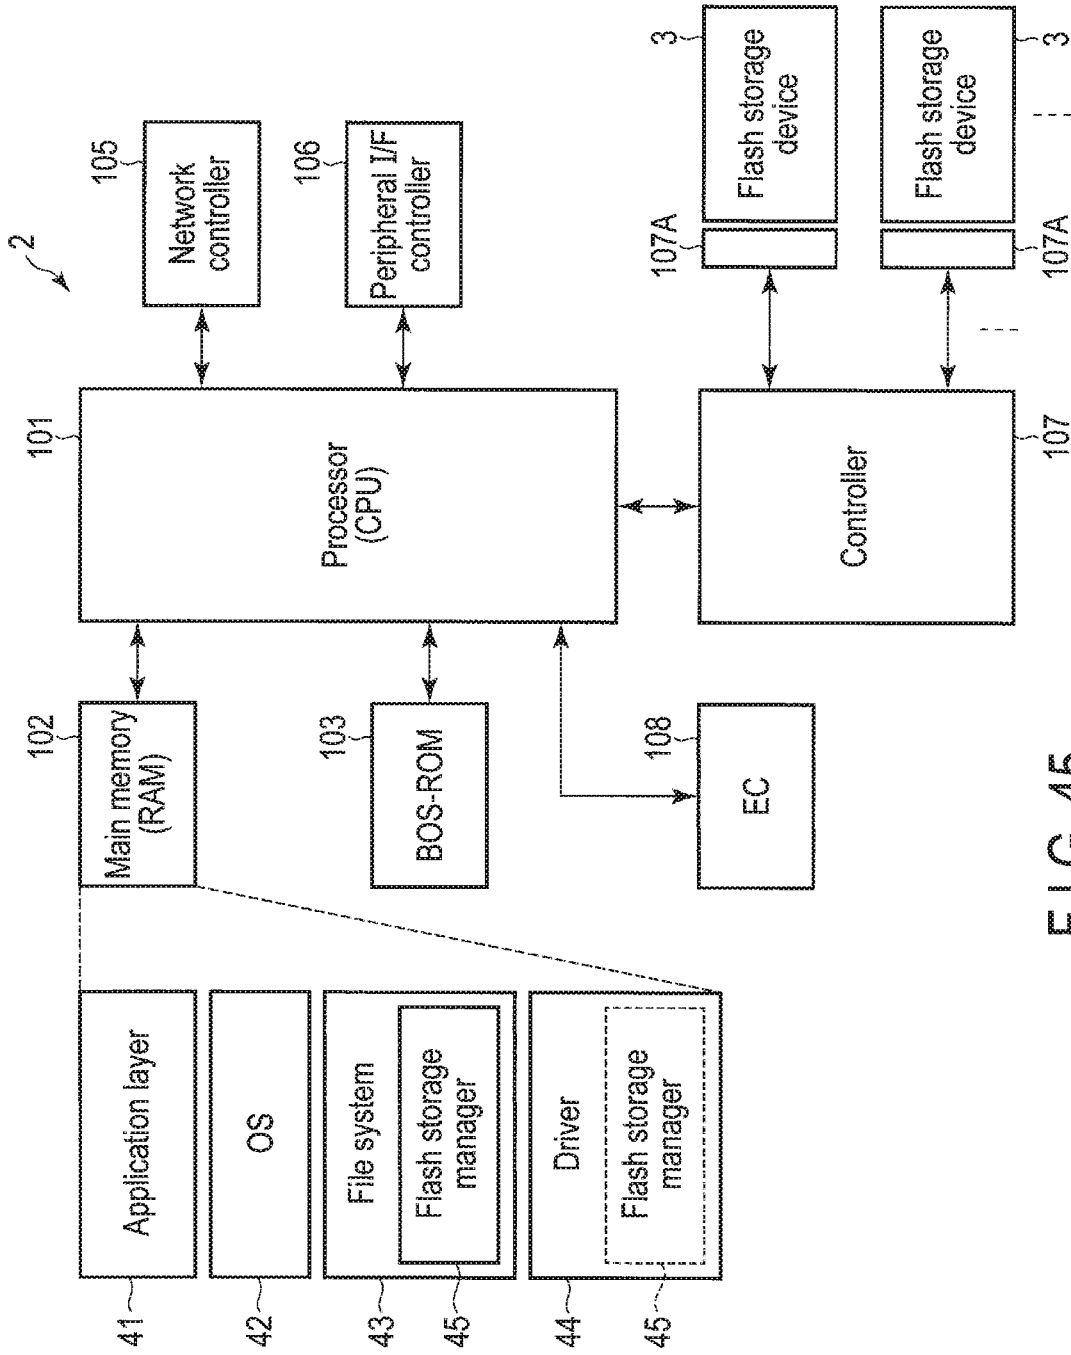 2
41
Application layer
42
OS
43
File system
45
Flash storage
manager
44
Driver
45
Flash storage
manager
102
Main memory
(RAM)
103
BOS-ROM
108
EC
101
Processor
(CPU)
105
Network
controller
106
Peripheral I/F
controller
107
Controller
107A
3
Flash storage
device
107A
3
Flash storage
device
FIG. 45